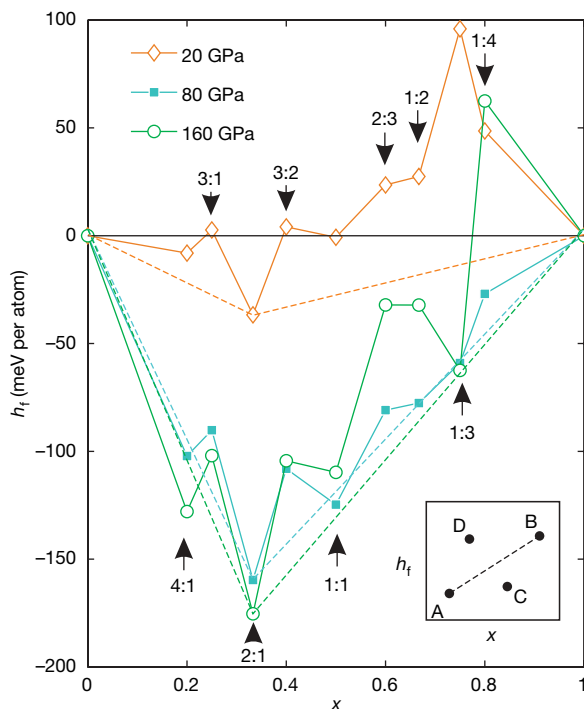 100
50
0
−50
−100
−150
−200
h_f (meV per atom)
20 GPa
80 GPa
160 GPa
3:1
3:2
2:3
1:2
1:4
4:1
2:1
1:1
1:3
D
B
A
C
h_f
x
0
0.2
0.4
0.6
0.8
1
x